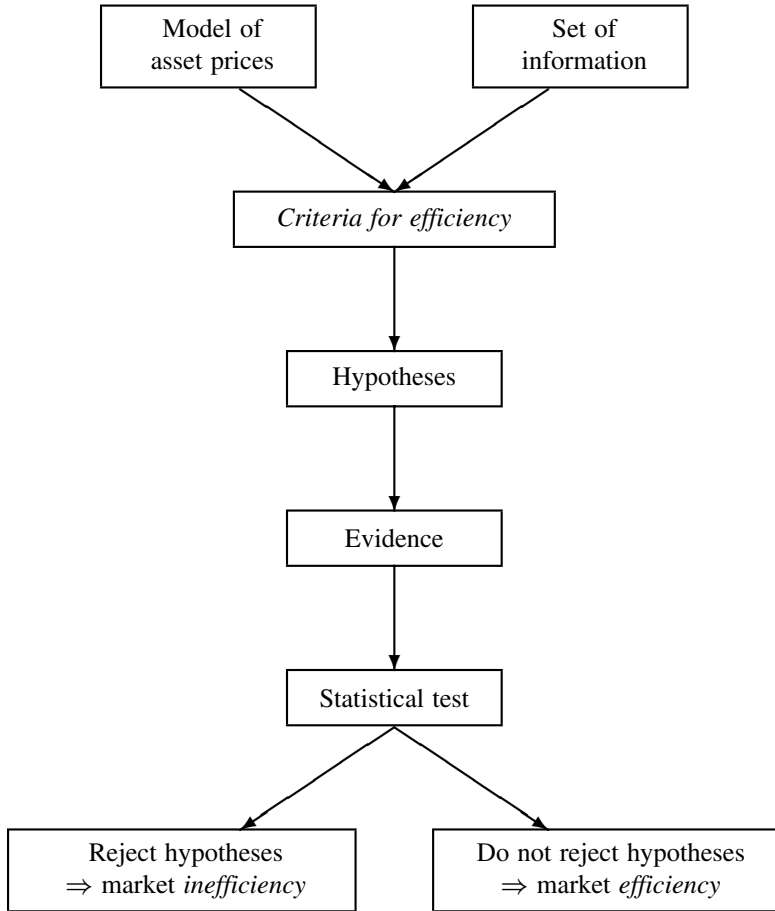 Model of
asset prices
Set of
information
Criteria for efficiency
Hypotheses
Evidence
Statistical test
Reject hypotheses
⇒ market inefficiency
Do not reject hypotheses
⇒ market efficiency